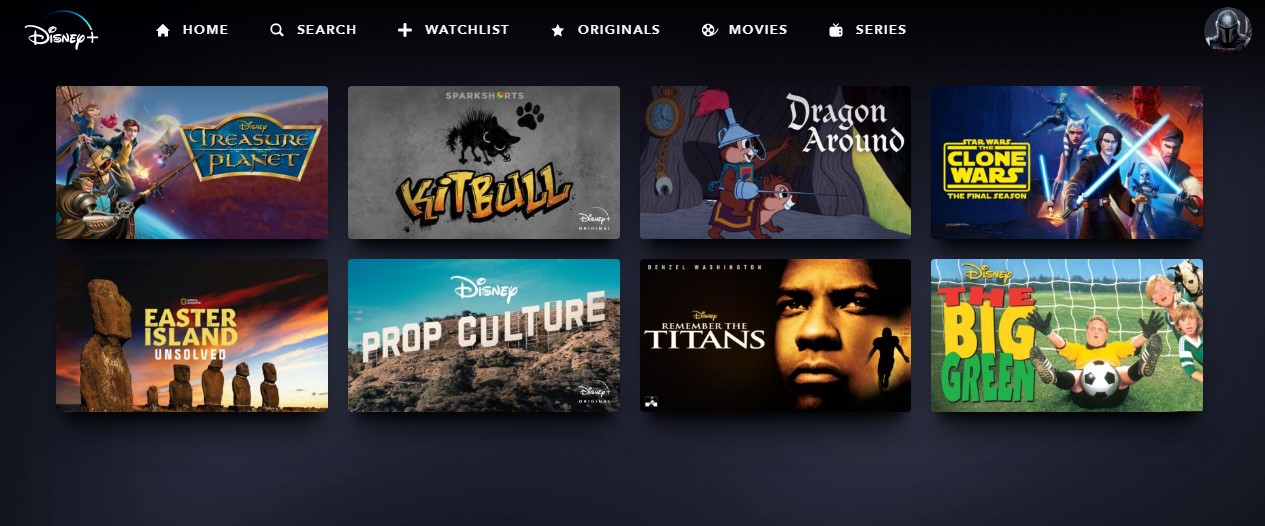 Disney+
HOME
SEARCH
WATCHLIST
ORIGINALS
MOVIES
SERIES
Disney
TREASURE
PLANET
SPARKSHORTS
KITBULL
Disney+
ORIGINAL
Dragon
Around
STAR WARS
THE
CLONE
WARS
THE FINAL SEASON
NATIONAL
GEOGRAPHIC
EASTER
ISLAND
UNSOLVED
Disney
PROP CULTURE
Disney+
ORIGINAL
DENZEL WASHINGTON
Disney
REMEMBER THE
TITANS
Disney
THE
BIG
GREEN